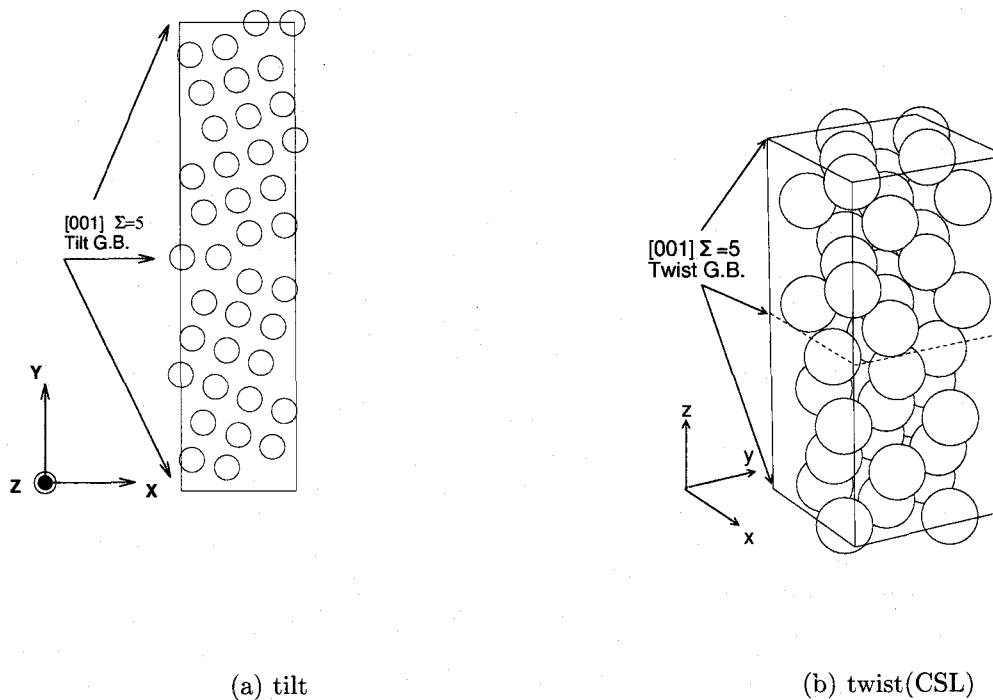 [001] Σ=5
Tilt G.B.
Y
Z
X
(a) tilt
[001] Σ=5
Twist G.B.
z
y
x
(b) twist(CSL)